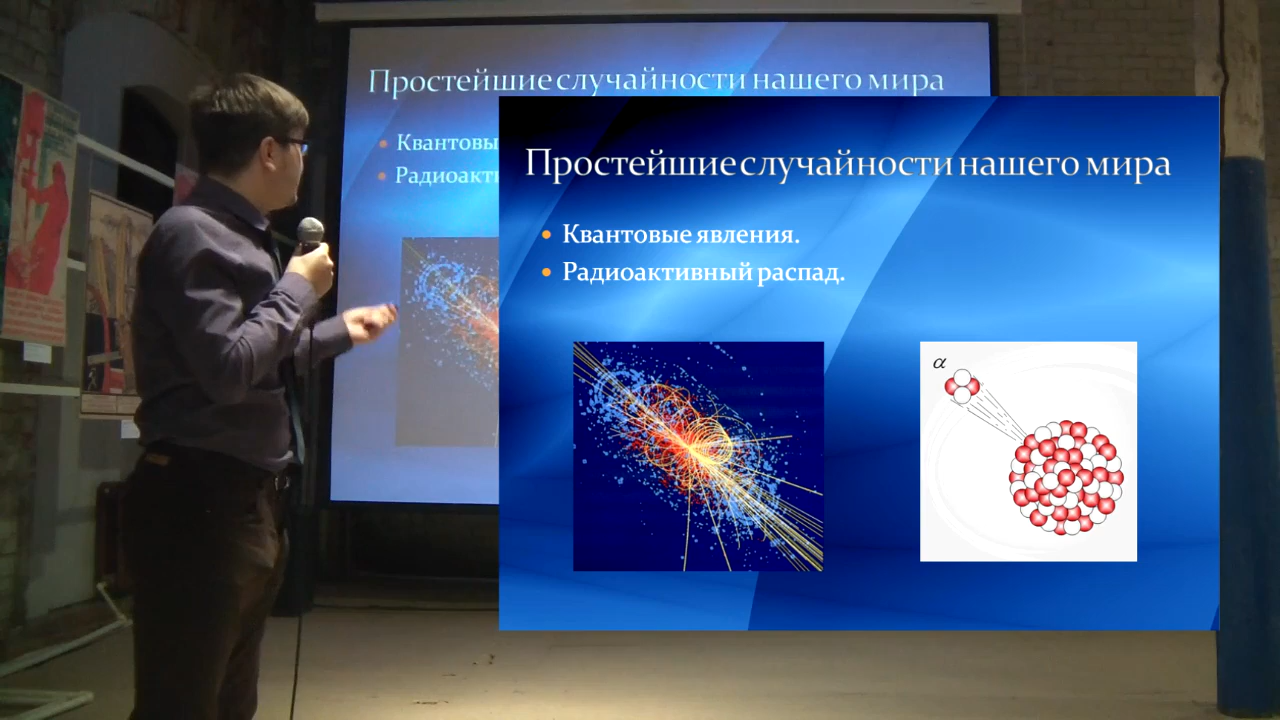 Простейшие случайности нашего мира
Квантовы
Радиоакти
Простейшие случайности нашего мира
Квантовые явления.
Радиоактивный распад.
α